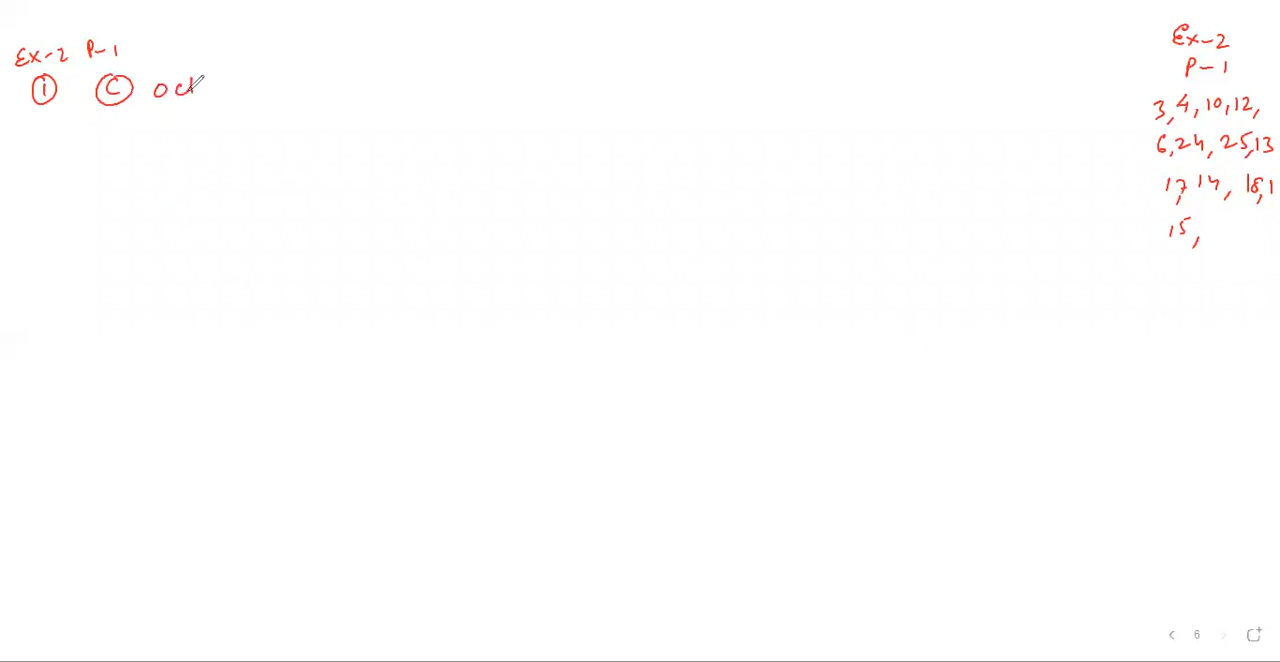 Ex-2 P-1
1 C
Ex-2
P-1
3, 4, 10, 12,
6, 24, 25, 13
17, 14, 18, 1
15,
6